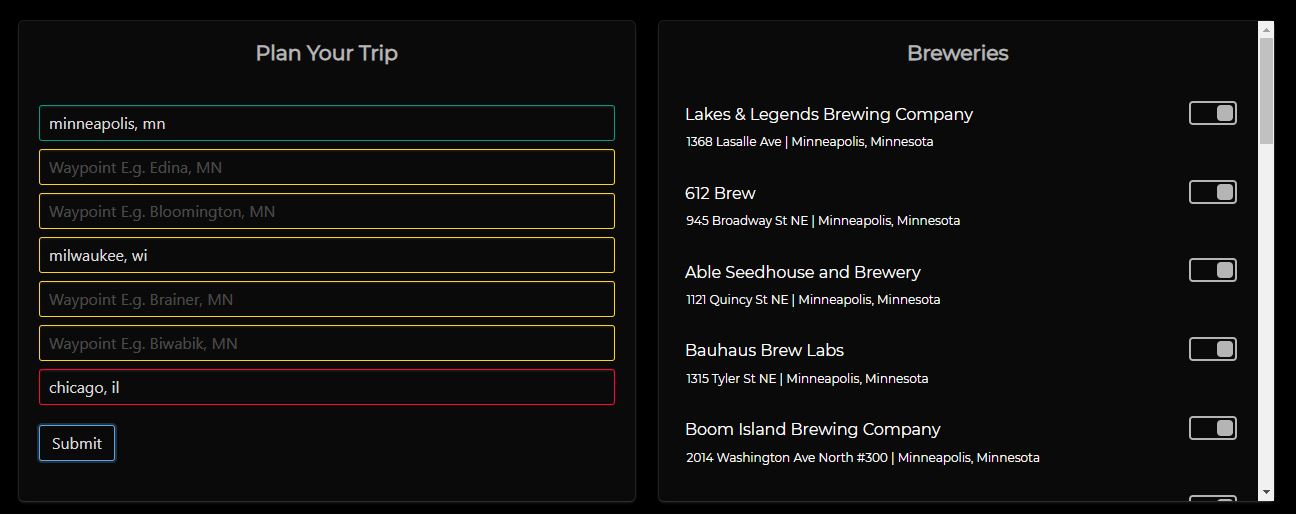 Plan Your Trip
minneapolis, mn
Waypoint E.g. Edina, MN
Waypoint E.g. Bloomington, MN
milwaukee, wi
Waypoint E.g. Brainer, MN
Waypoint E.g. Biwabik, MN
chicago, il
Submit
Breweries
Lakes & Legends Brewing Company
1368 Lasalle Ave | Minneapolis, Minnesota
612 Brew
945 Broadway St NE | Minneapolis, Minnesota
Able Seedhouse and Brewery
1121 Quincy St NE | Minneapolis, Minnesota
Bauhaus Brew Labs
1315 Tyler St NE | Minneapolis, Minnesota
Boom Island Brewing Company
2014 Washington Ave North #300 | Minneapolis, Minnesota